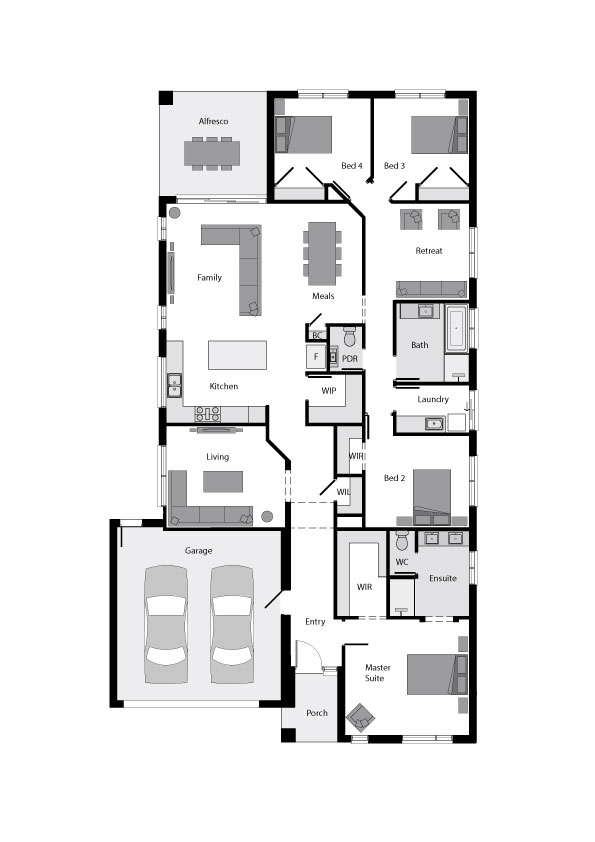 Alfresco
Bed 4
Bed 3
Retreat
Family
Meals
BC
F
PDR
Bath
Kitchen
WIP
Laundry
Living
WIR
Bed 2
WIL
Garage
WC
Ensuite
WIR
Entry
Master
Suite
Porch